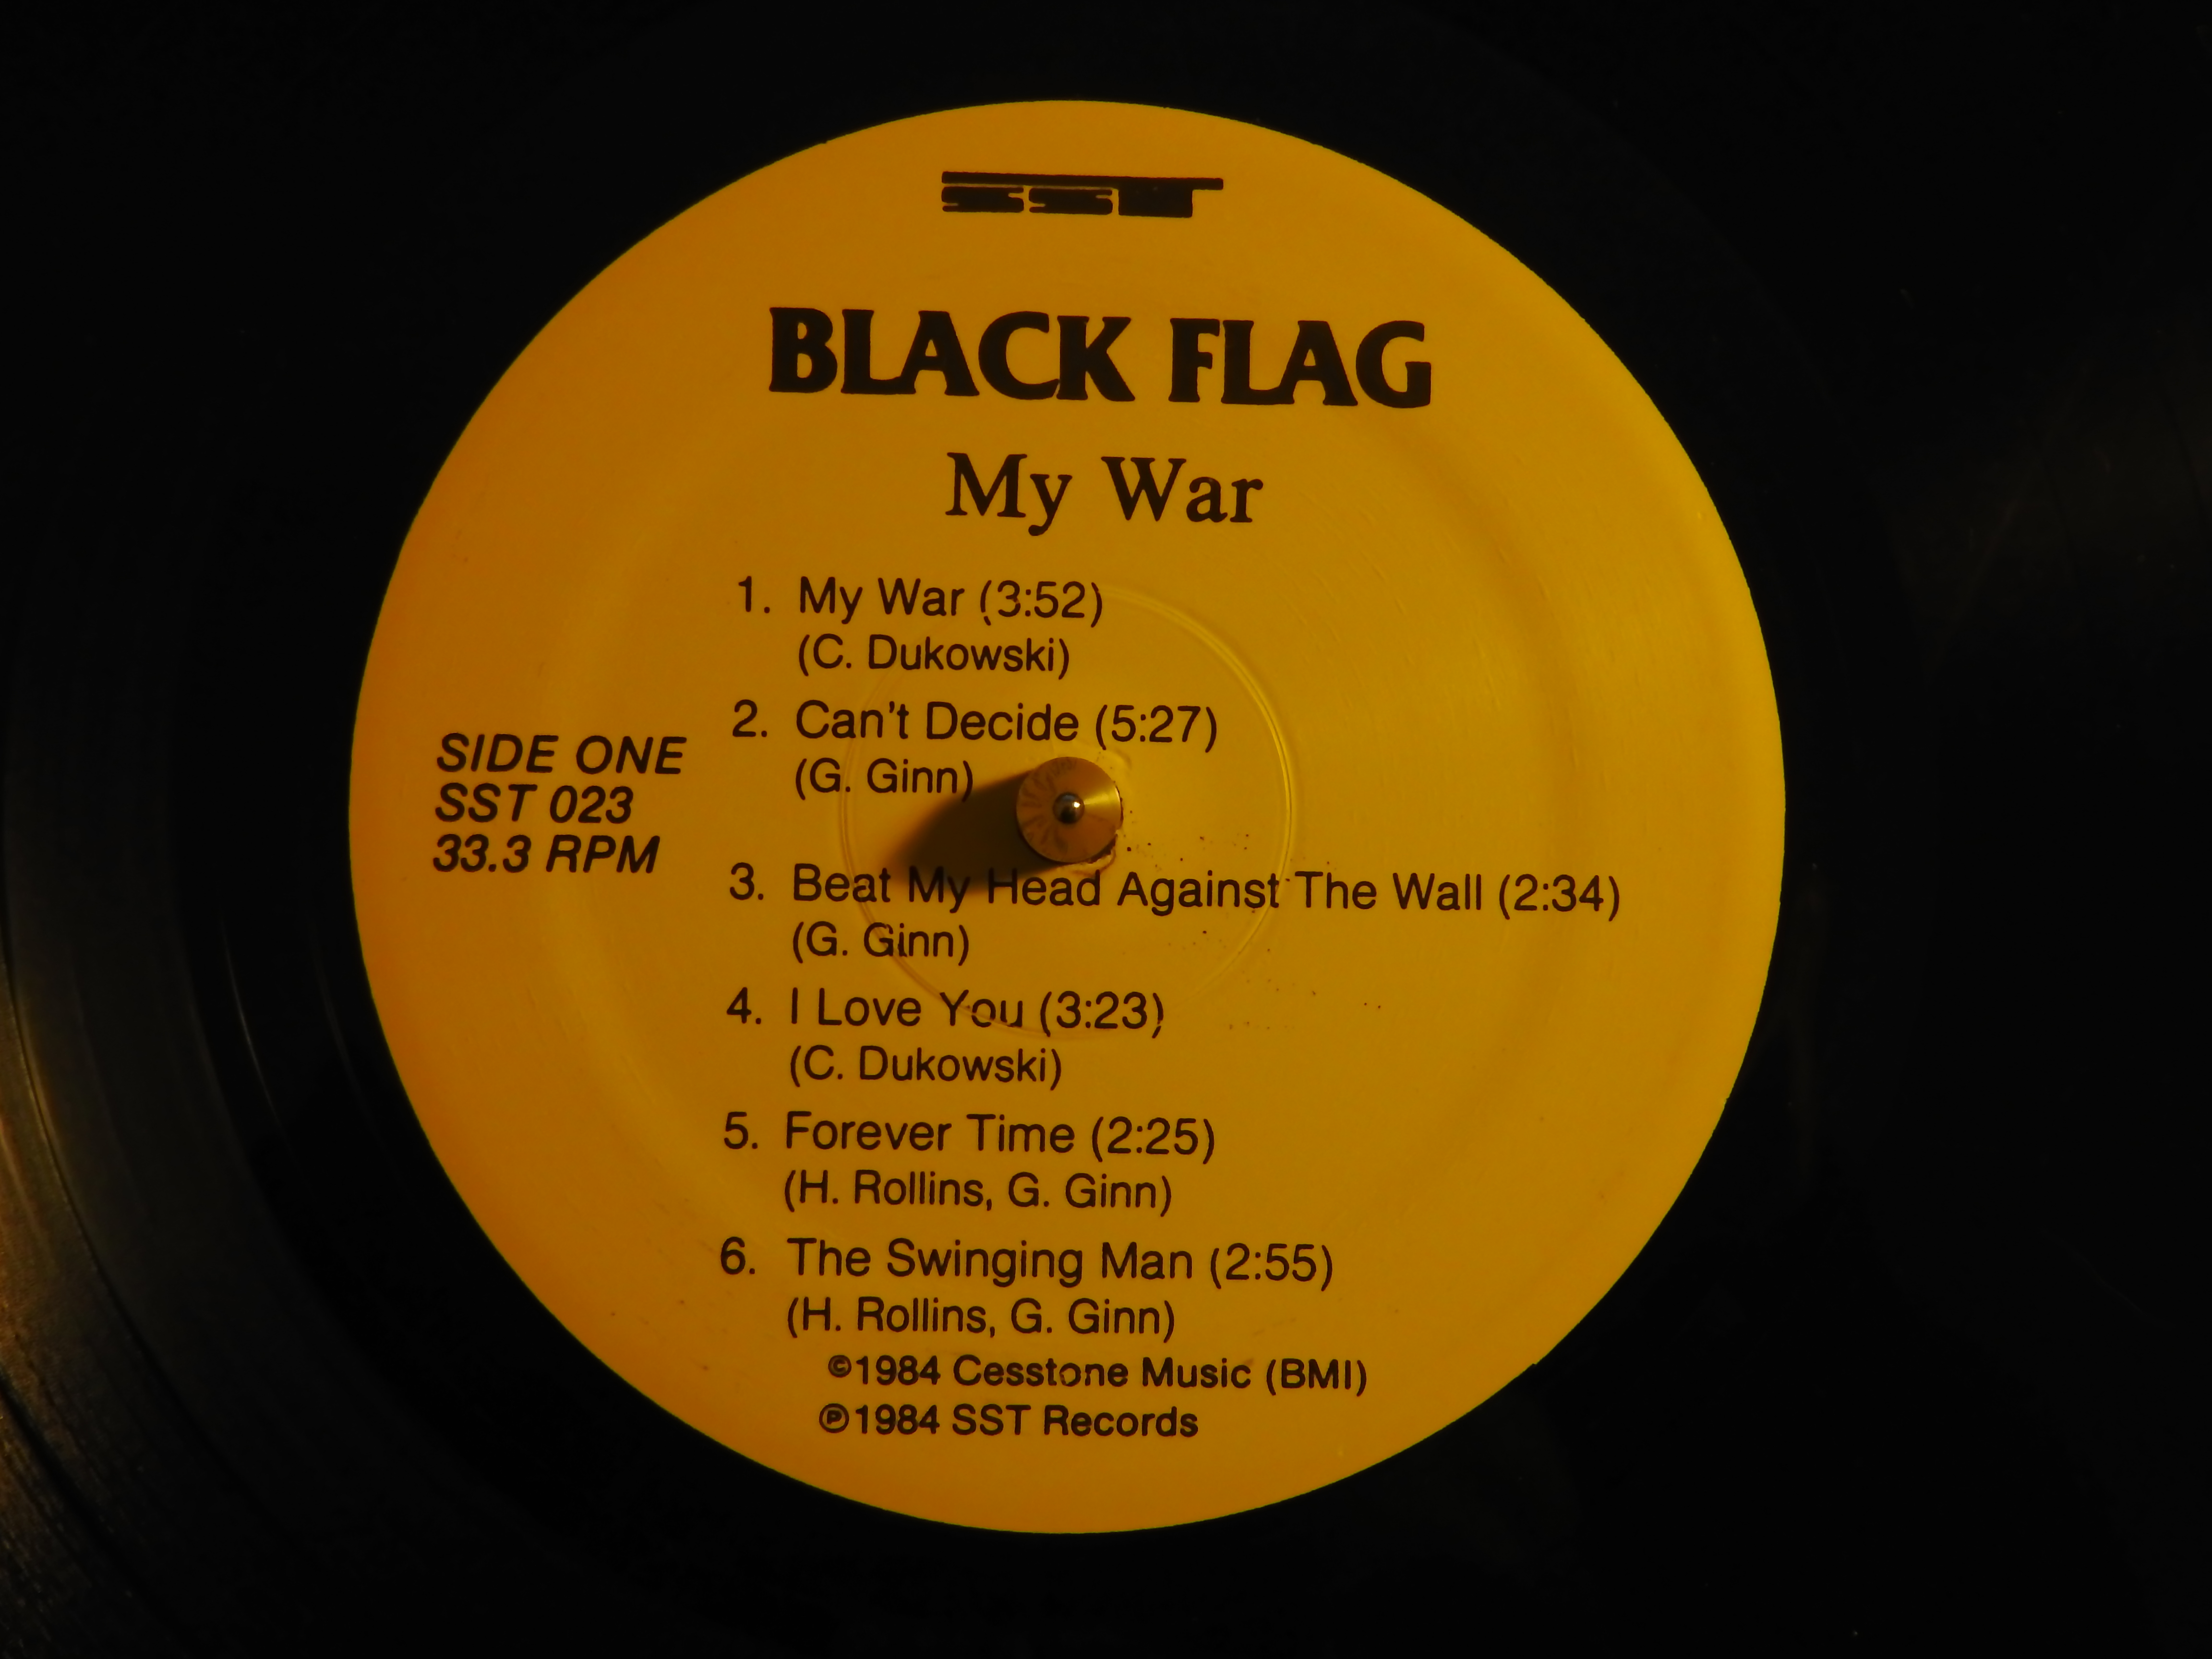 SST
BLACK FLAG
My War
1. My War (3:52)
(C. Dukowski)
2. Can't Decide (5:27)
(G. Ginn)
SIDE ONE
SST 023
33.3 RPM
3. Beat My Head Against The Wall (2:34)
(G. Ginn)
4. I Love You (3:23)
(C. Dukowski)
5. Forever Time (2:25)
(H. Rollins, G. Ginn)
6. The Swinging Man (2:55)
(H. Rollins, G. Ginn)
©1984 Cesstone Music (BMI)
℗1984 SST Records